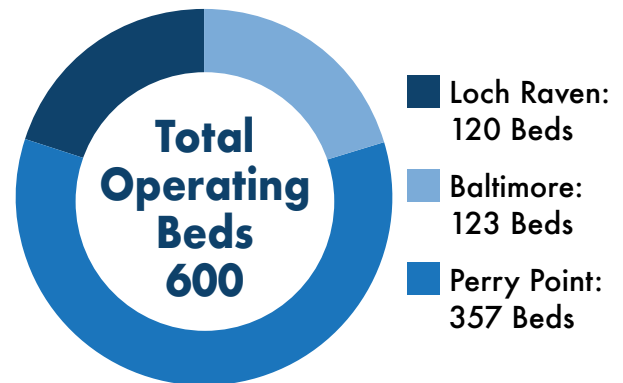 Total
Operating
Beds
600
Loch Raven:
120 Beds
Baltimore:
123 Beds
Perry Point:
357 Beds